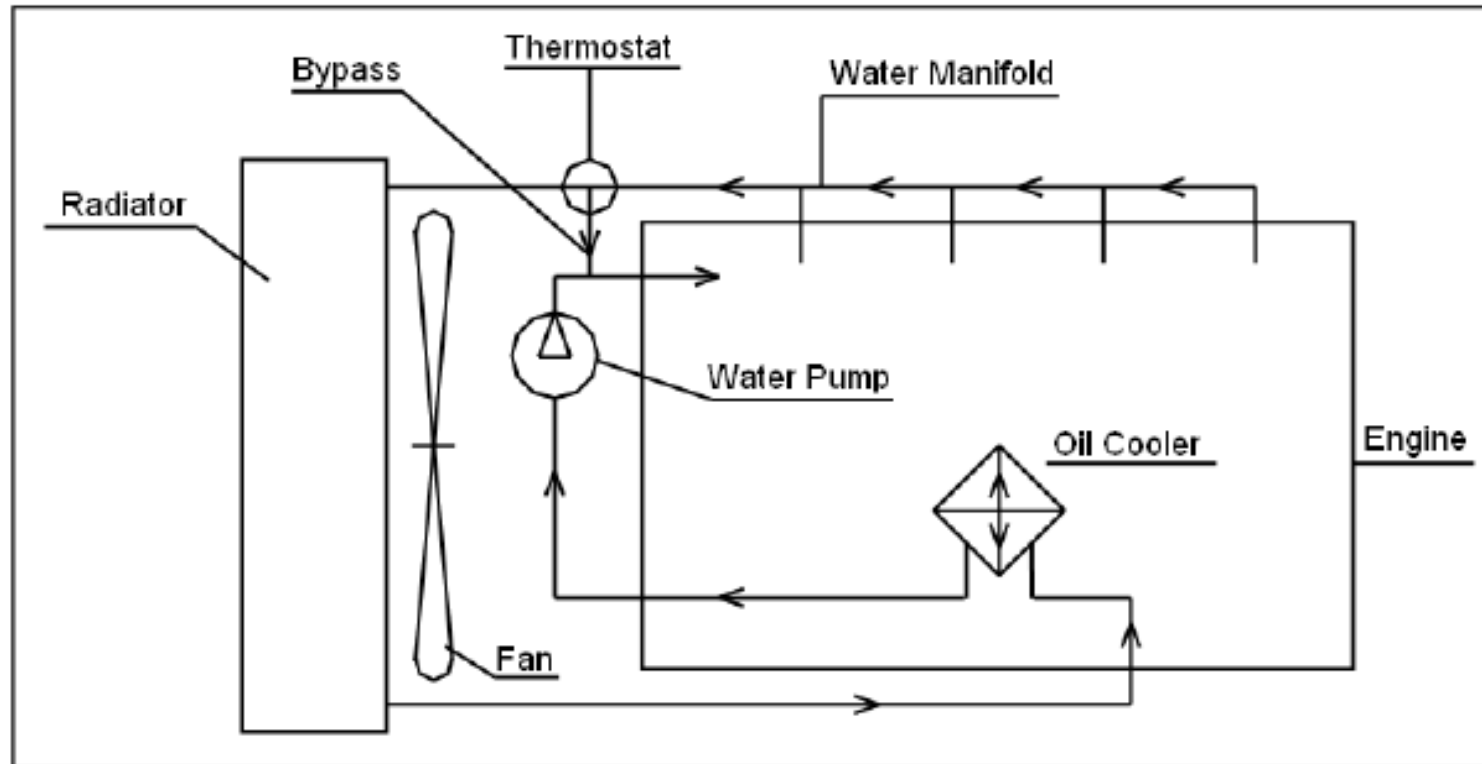 Thermostat
Bypass
Water Manifold
Radiator
Water Pump
Oil Cooler
Engine
Fan